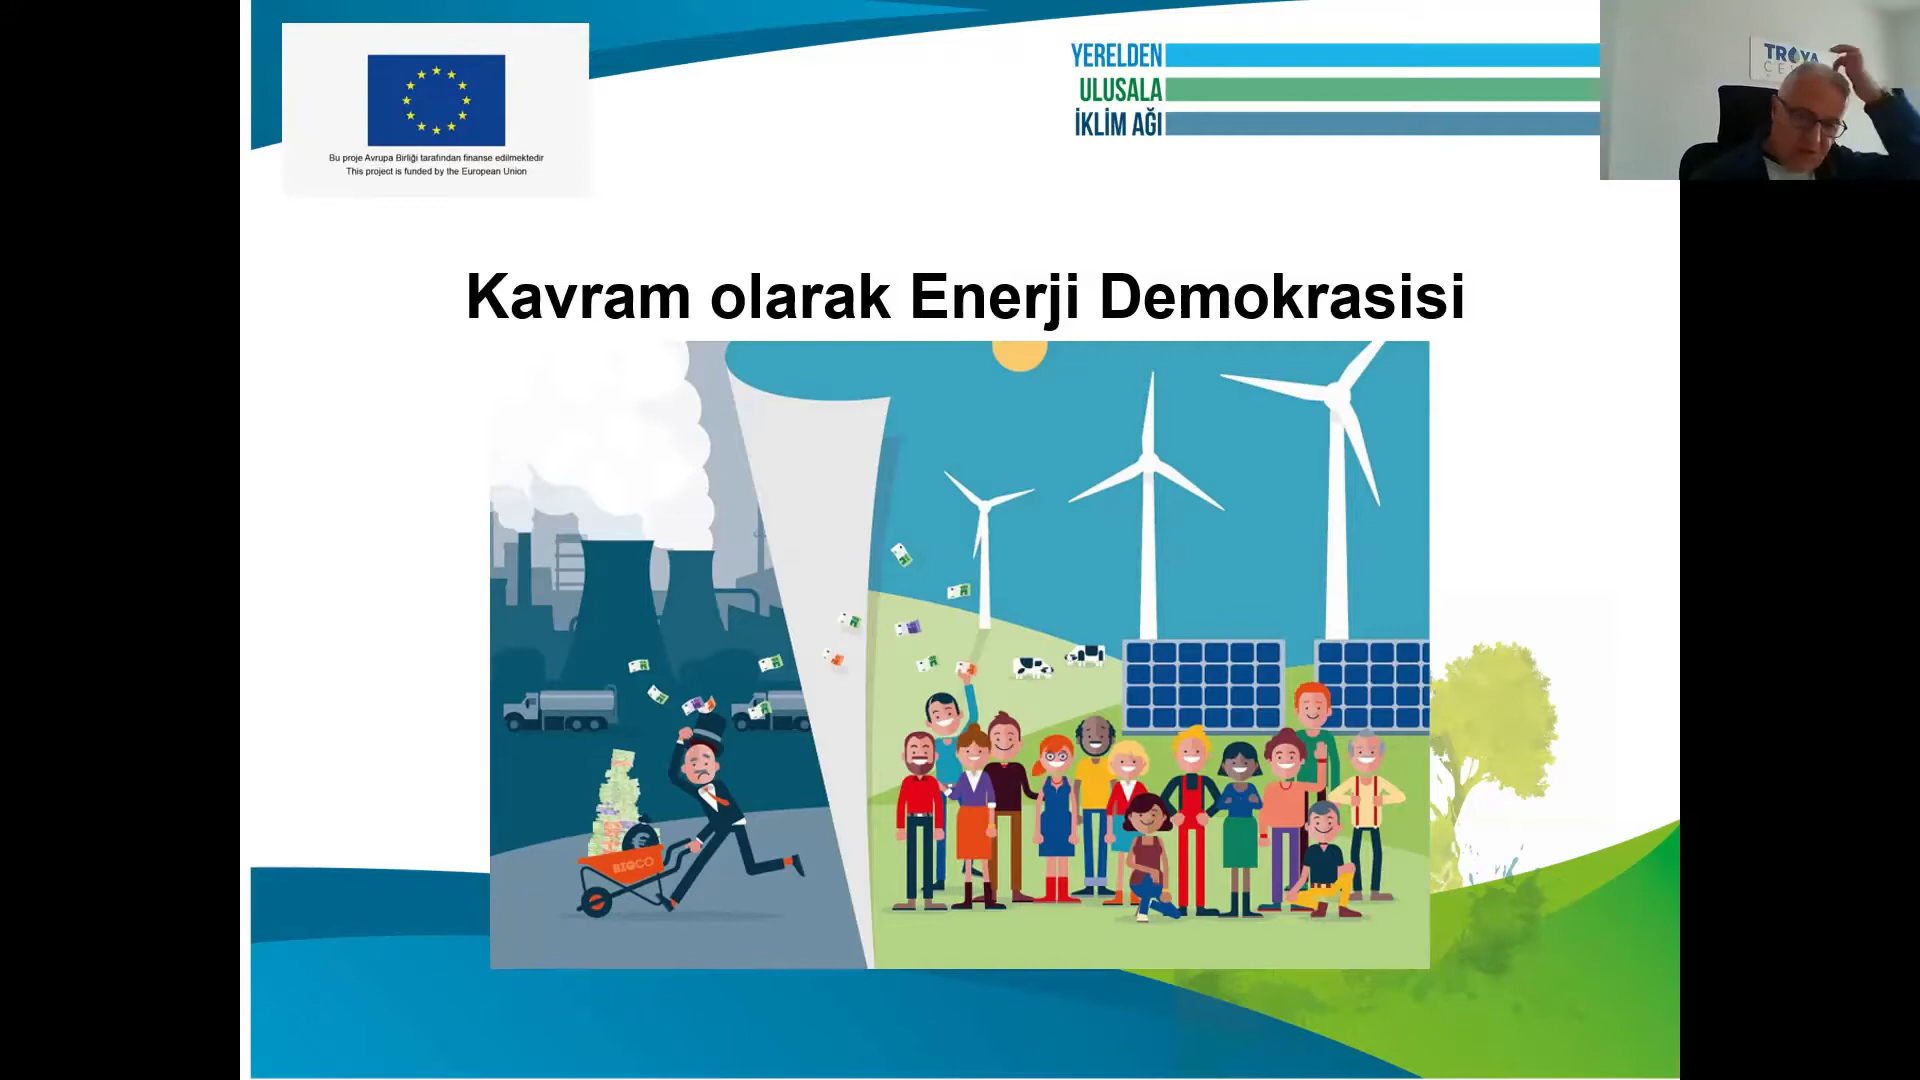 Bu proje Avrupa Birliği tarafından finanse edilmektedir
This project is funded by the European Union
YERELDEN
ULUSALA
İKLİM AĞI
TROYA
Kavram olarak Enerji Demokrasisi
€
BIGCO